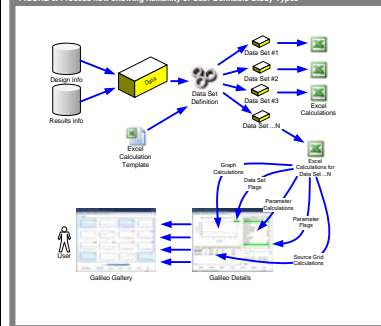 FIGURE 3: Process flow showing flexibility of User Definable Study Types
Design info
Results info
Data
Data Set
Definition
Excel
Calculation
Template
Data Set #1
Data Set #2
Data Set #3
Data Set ...N
Excel
Calculations
Excel
Calculations for
Data Set ...N
Graph
Calculations
Data Set
Flags
Parameter
Calculations
Parameter
Flags
Source Grid
Calculations
User
Galileo Gallery
Galileo Details